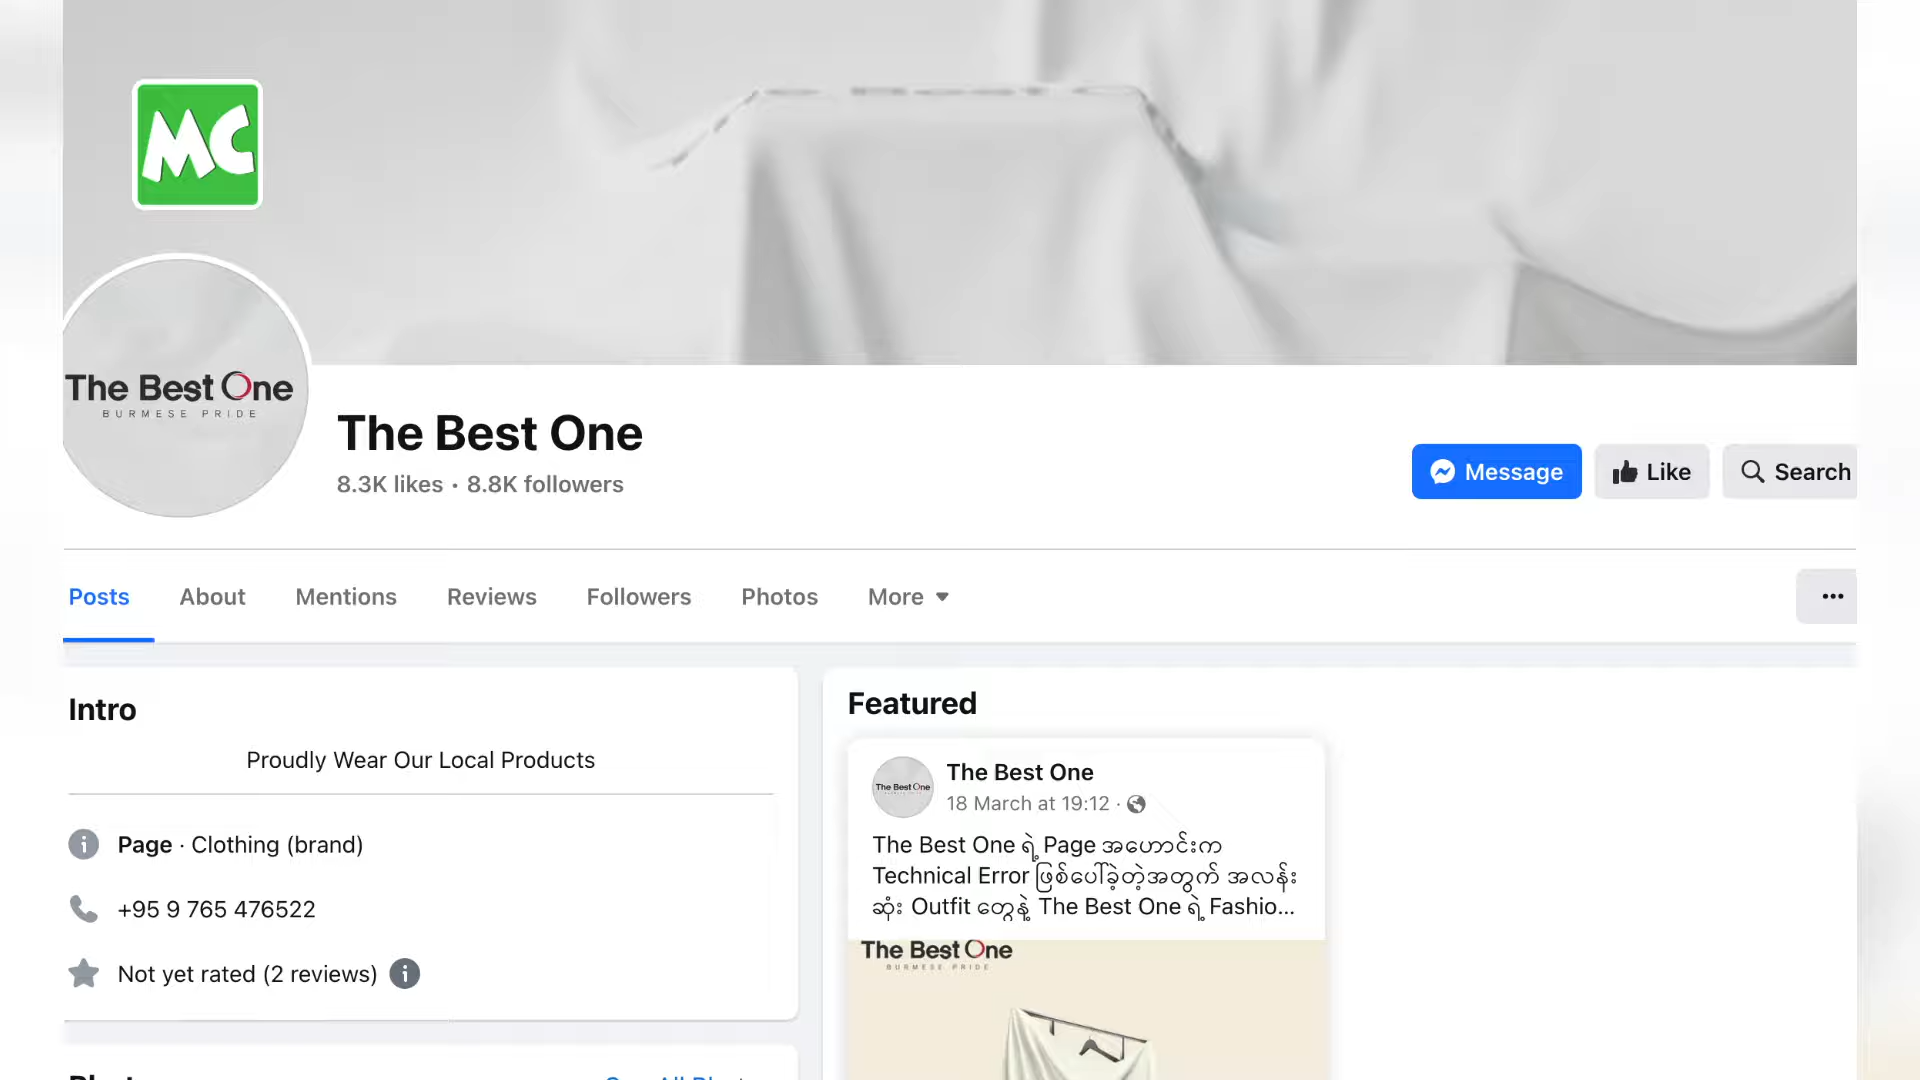 MC
The Best One
BURMESE PRIDE
The Best One
8.3K likes · 8.8K followers
Message
Like
Search
Posts
About
Mentions
Reviews
Followers
Photos
More
Intro
Proudly Wear Our Local Products
Page · Clothing (brand)
+95 9 765 476522
Not yet rated (2 reviews)
Featured
The Best One
The Best One
18 March at 19:12 ·
The Best One ရဲ့ Page အဟောင်းက
Technical Error ဖြစ်ပေါ်ခဲ့တဲ့အတွက် အလန်း
ဆုံး Outfit တွေနဲ့ The Best One ရဲ့ Fashio...
The Best One
BURMESE PRIDE